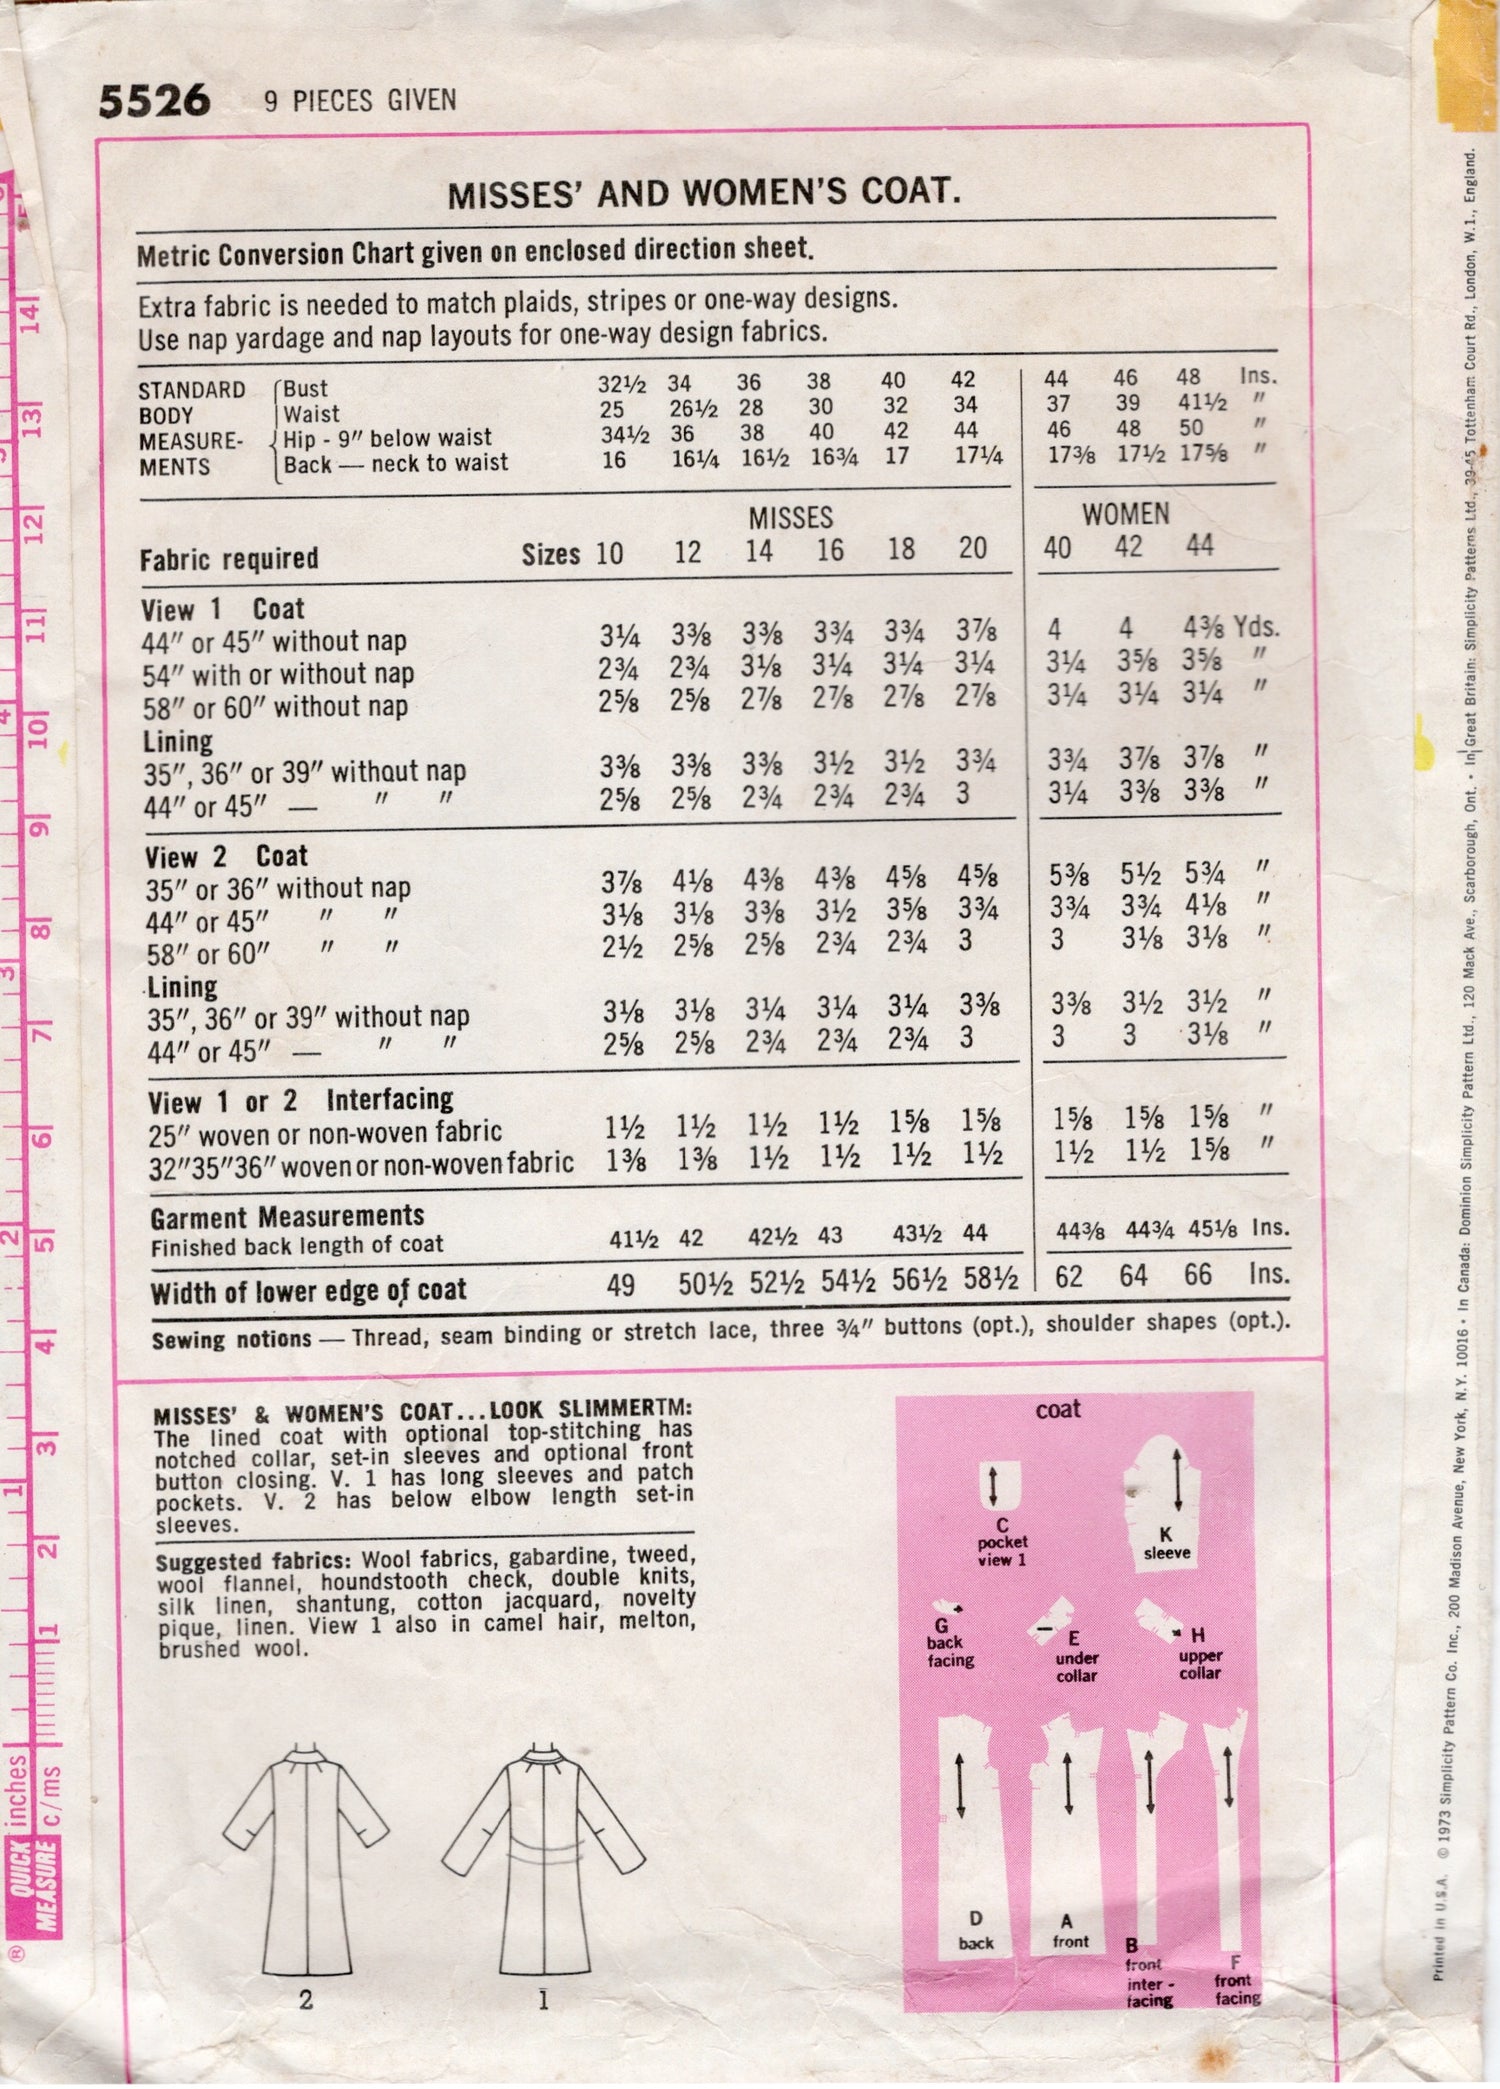 5526 9 PIECES GIVEN
MISSES' AND WOMEN'S COAT.
Metric Conversion Chart given on enclosed direction sheet.
Extra fabric is needed to match plaids, stripes or one-way designs.
Use nap yardage and nap layouts for one-way design fabrics.
STANDARD Bust 32½ 34 36 38 40 42 44 46 48 Ins.
BODY Waist 25 26½ 28 30 32 34 37 39 41½ "
MEASURE- Hip - 9" below waist 34½ 36 38 40 42 44 46 48 50 "
MENTS Back — neck to waist 16 16¼ 16½ 16¾ 17 17¼ 17⅜ 17½ 17⅝ "
MISSES WOMEN
Fabric required Sizes 10 12 14 16 18 20 40 42 44
View 1 Coat
44" or 45" without nap 3¼ 3⅜ 3⅜ 3¾ 3¾ 3⅞ 4 4 4⅜ Yds.
54" with or without nap 2¾ 2¾ 3⅛ 3¼ 3¼ 3¼ 3¼ 3⅝ 3⅝ "
58" or 60" without nap 2⅝ 2⅝ 2⅞ 2⅞ 2⅞ 2⅞ 3¼ 3¼ 3¼ "
Lining
35", 36" or 39" without nap 3⅜ 3⅜ 3⅜ 3½ 3½ 3¾ 3¾ 3⅞ 3⅞ "
44" or 45" — " " 2⅝ 2⅝ 2¾ 2¾ 2¾ 3 3¼ 3⅜ 3⅜ "
View 2 Coat
35" or 36" without nap 3⅞ 4⅛ 4⅜ 4⅜ 4⅝ 4⅝ 5⅜ 5½ 5¾ "
44" or 45" " " 3⅛ 3⅛ 3⅜ 3½ 3⅝ 3¾ 3¾ 3¾ 4⅛ "
58" or 60" " " 2½ 2⅝ 2⅝ 2¾ 2¾ 3 3 3⅛ 3⅛ "
Lining
35", 36" or 39" without nap 3⅛ 3⅛ 3¼ 3¼ 3¼ 3⅜ 3⅜ 3½ 3½ "
44" or 45" — " " 2⅝ 2⅝ 2¾ 2¾ 2¾ 3 3 3 3⅛ "
View 1 or 2 Interfacing
25" woven or non-woven fabric 1½ 1½ 1½ 1½ 1⅝ 1⅝ 1⅝ 1⅝ 1⅝ "
32"35"36" woven or non-woven fabric 1⅜ 1⅜ 1½ 1½ 1½ 1½ 1½ 1½ 1⅝ "
Garment Measurements
Finished back length of coat 41½ 42 42½ 43 43½ 44 44⅜ 44¾ 45⅛ Ins.
Width of lower edge of coat 49 50½ 52½ 54½ 56½ 58½ 62 64 66 Ins.
Sewing notions — Thread, seam binding or stretch lace, three ¾" buttons (opt.), shoulder shapes (opt.).
MISSES' & WOMEN'S COAT...LOOK SLIMMERTM:
The lined coat with optional top-stitching has
notched collar, set-in sleeves and optional front
button closing. V. 1 has long sleeves and patch
pockets. V. 2 has below elbow length set-in
sleeves.
Suggested fabrics: Wool fabrics, gabardine, tweed,
wool flannel, houndstooth check, double knits,
silk linen, shantung, cotton jacquard, novelty
pique, linen. View 1 also in camel hair, melton,
brushed wool.
2 1
coat
C
pocket
view 1
K
sleeve
G
back
facing
E
under
collar
H
upper
collar
D
back
A
front
B
front
inter-
facing
F
front
facing
14
13
12
11
10
9
8
7
6
5
4
3
2
1
5
4
3
2
1
QUICK inches
MEASURE c/ms
®
Printed in U.S.A. © 1973 Simplicity Pattern Co. Inc., 200 Madison Avenue, New York, N.Y. 10016 • In Canada: Dominion Simplicity Pattern Ltd., 120 Mack Ave., Scarborough, Ont. • In Great Britain: Simplicity Patterns Ltd., 39-45 Tottenham Court Rd., London, W.1., England.